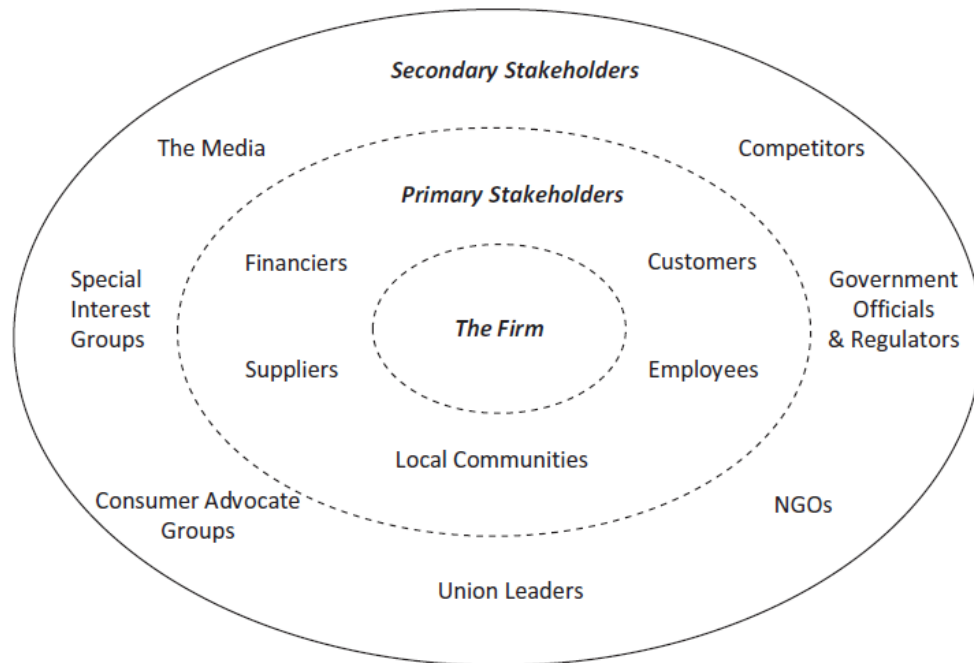 Secondary Stakeholders
The Media
Competitors
Primary Stakeholders
Financiers
Customers
Special
Interest
Groups
Government
Officials
& Regulators
The Firm
Suppliers
Employees
Local Communities
Consumer Advocate
Groups
NGOs
Union Leaders